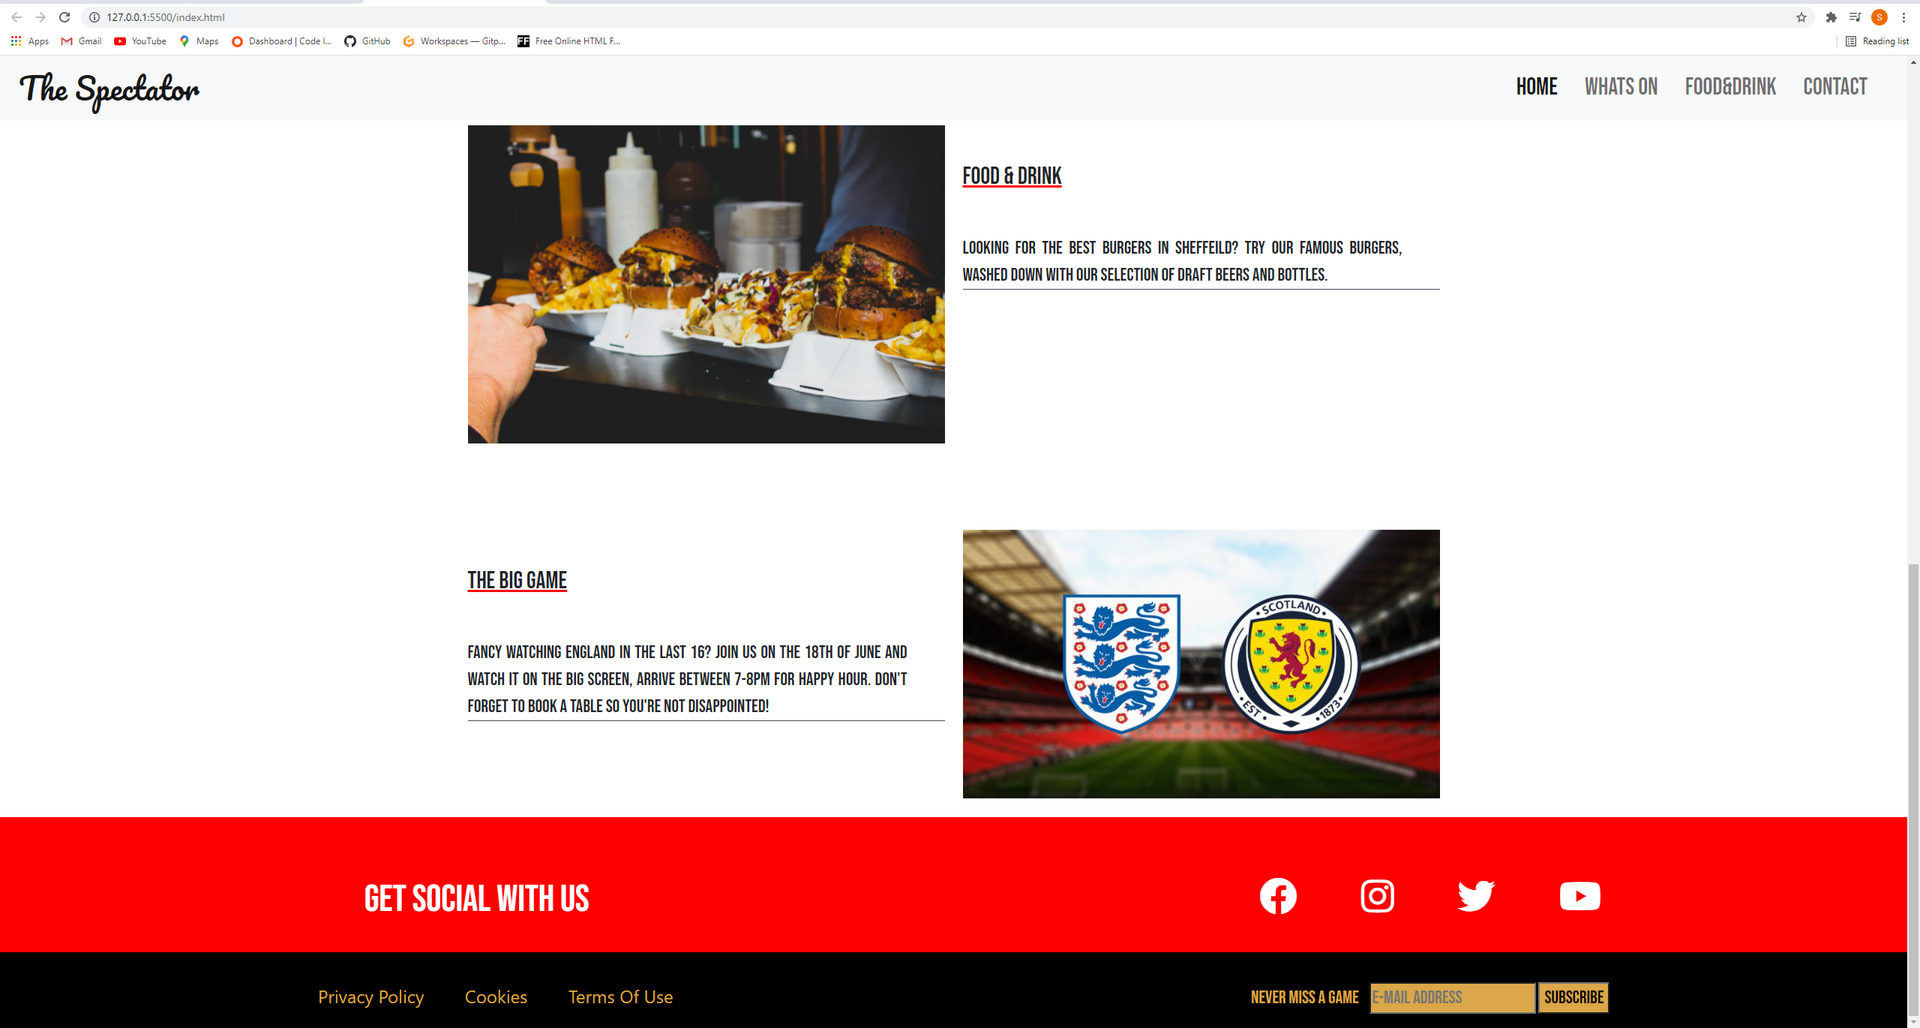 127.0.0.1:5500/index.html
Apps
Gmail
YouTube
Maps
Dashboard | Code I...
GitHub
Workspaces — Gitp...
FF Free Online HTML F...
Reading list
S
The Spectator
HOME WHATS ON FOOD&DRINK CONTACT
FOOD & DRINK
LOOKING FOR THE BEST BURGERS IN SHEFFEILD? TRY OUR FAMOUS BURGERS,
WASHED DOWN WITH OUR SELECTION OF DRAFT BEERS AND BOTTLES.
THE BIG GAME
FANCY WATCHING ENGLAND IN THE LAST 16? JOIN US ON THE 18TH OF JUNE AND
WATCH IT ON THE BIG SCREEN, ARRIVE BETWEEN 7-8PM FOR HAPPY HOUR. DON'T
FORGET TO BOOK A TABLE SO YOU'RE NOT DISAPPOINTED!
SCOTLAND
EST. 1873
GET SOCIAL WITH US
Privacy Policy Cookies Terms Of Use
NEVER MISS A GAME E-MAIL ADDRESS SUBSCRIBE